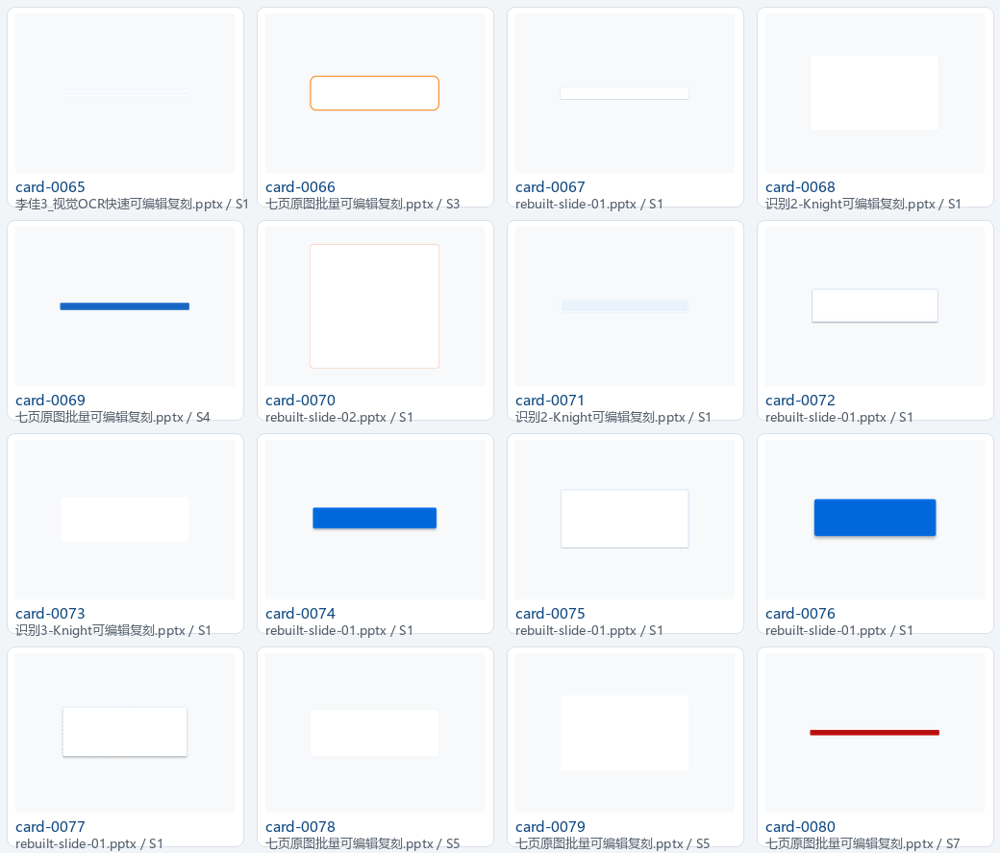 card-0065
李佳3_视觉OCR快速可编辑复刻.pptx / S1
card-0066
七页原图批量可编辑复刻.pptx / S3
card-0067
rebuilt-slide-01.pptx / S1
card-0068
识别2-Knight可编辑复刻.pptx / S1
card-0069
七页原图批量可编辑复刻.pptx / S4
card-0070
rebuilt-slide-02.pptx / S1
card-0071
识别2-Knight可编辑复刻.pptx / S1
card-0072
rebuilt-slide-01.pptx / S1
card-0073
识别3-Knight可编辑复刻.pptx / S1
card-0074
rebuilt-slide-01.pptx / S1
card-0075
rebuilt-slide-01.pptx / S1
card-0076
rebuilt-slide-01.pptx / S1
card-0077
rebuilt-slide-01.pptx / S1
card-0078
七页原图批量可编辑复刻.pptx / S5
card-0079
七页原图批量可编辑复刻.pptx / S5
card-0080
七页原图批量可编辑复刻.pptx / S7